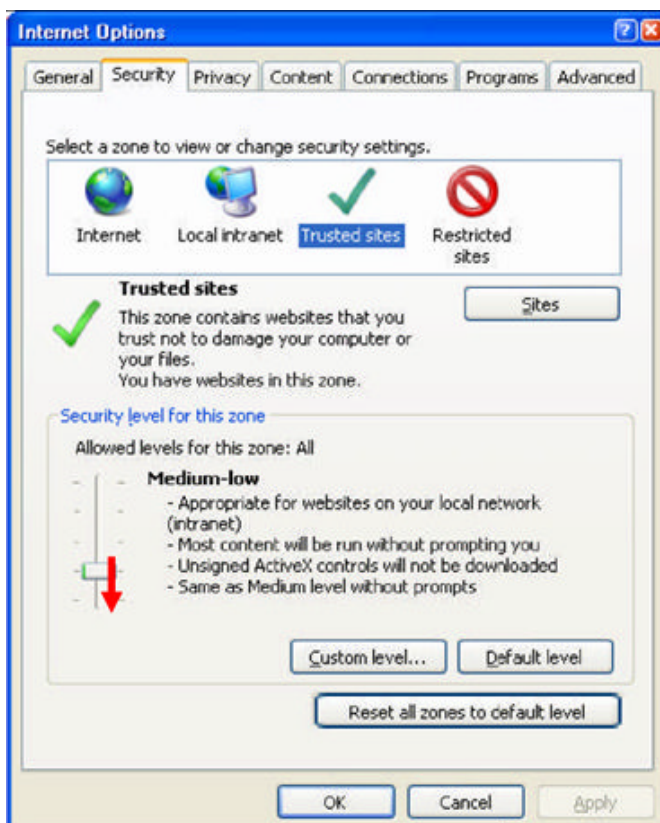 Internet Options
General Security Privacy Content Connections Programs Advanced
Select a zone to view or change security settings.
Internet Local intranet Trusted sites Restricted
sites
Trusted sites
Sites
This zone contains websites that you
trust not to damage your computer or
your files.
You have websites in this zone.
Security level for this zone
Allowed levels for this zone: All
Medium-low
- Appropriate for websites on your local network
(intranet)
- Most content will be run without prompting you
- Unsigned ActiveX controls will not be downloaded
- Same as Medium level without prompts
Custom level... Default level
Reset all zones to default level
OK Cancel Apply